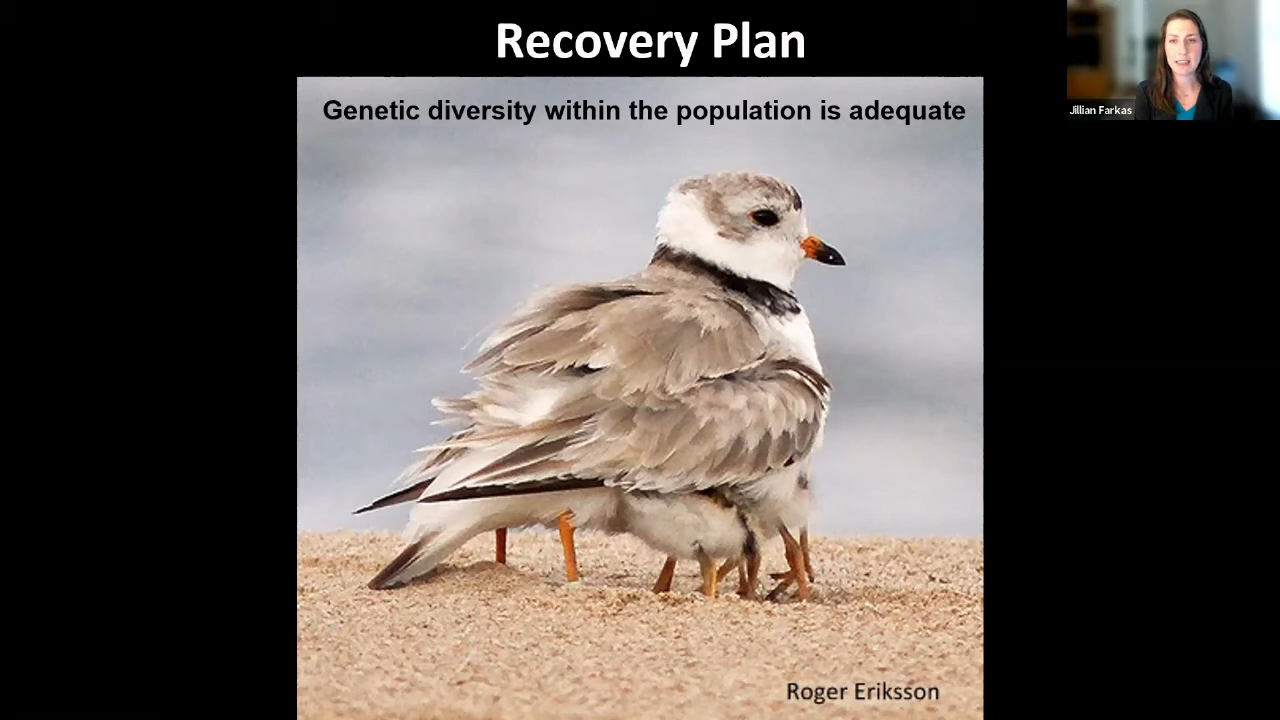 Recovery Plan
Jillian Farkas
Genetic diversity within the population is adequate
Roger Eriksson